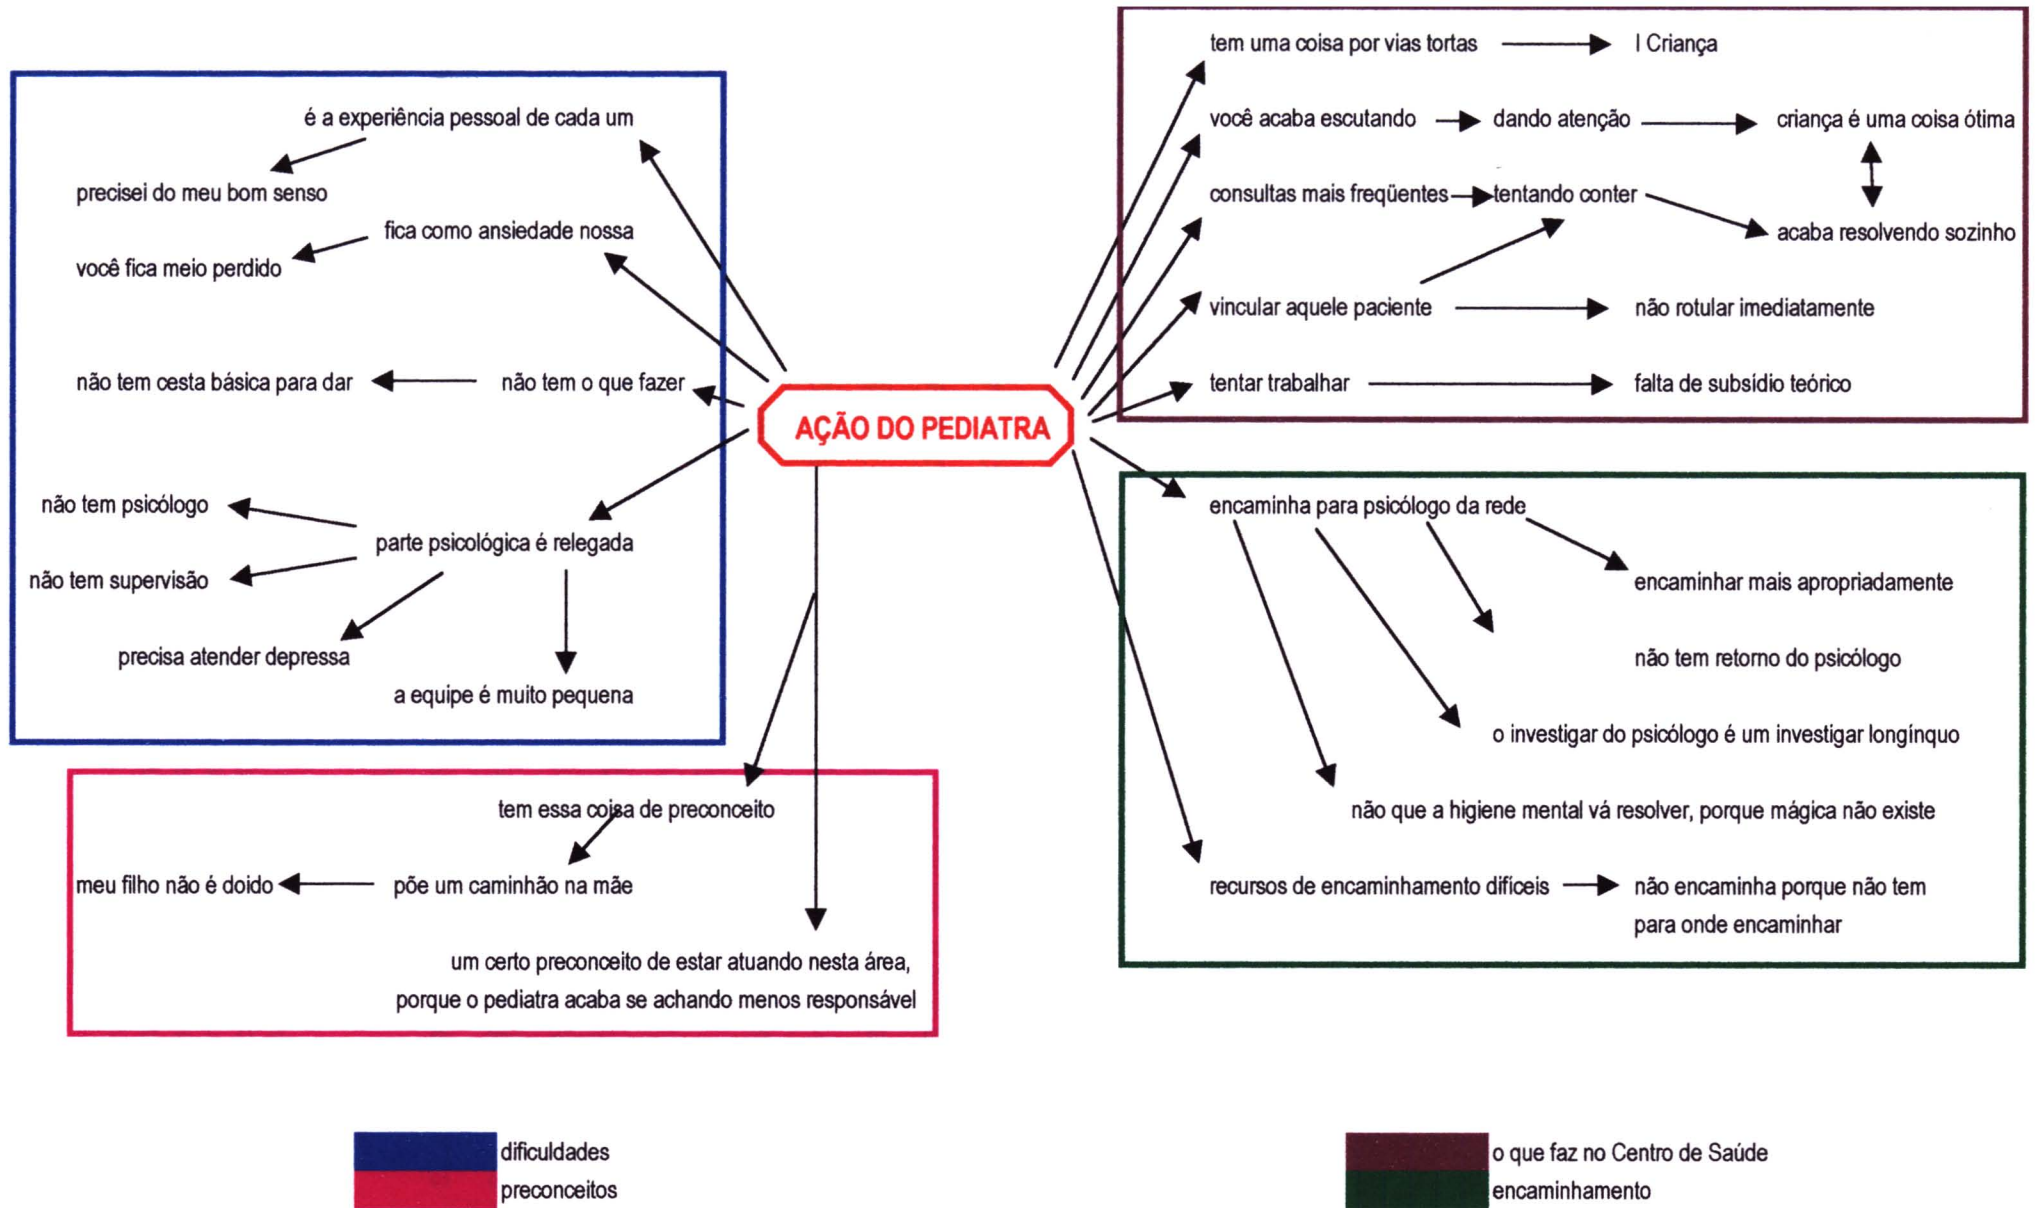 é a experiência pessoal de cada um
precisei do meu bom senso
fica como ansiedade nossa
você fica meio perdido
não tem cesta básica para dar
não tem o que fazer
não tem psicólogo
parte psicológica é relegada
não tem supervisão
precisa atender depressa
a equipe é muito pequena
AÇÃO DO PEDIATRA
tem uma coisa por vias tortas
I Criança
você acaba escutando
dando atenção
criança é uma coisa ótima
consultas mais freqüentes
tentando conter
acaba resolvendo sozinho
vincular aquele paciente
não rotular imediatamente
tentar trabalhar
falta de subsídio teórico
encaminha para psicólogo da rede
encaminhar mais apropriadamente
não tem retorno do psicólogo
o investigar do psicólogo é um investigar longínquo
não que a higiene mental vá resolver, porque mágica não existe
recursos de encaminhamento difíceis
não encaminha porque não tem
para onde encaminhar
tem essa coisa de preconceito
meu filho não é doido
põe um caminhão na mãe
um certo preconceito de estar atuando nesta área,
porque o pediatra acaba se achando menos responsável
dificuldades
preconceitos
o que faz no Centro de Saúde
encaminhamento